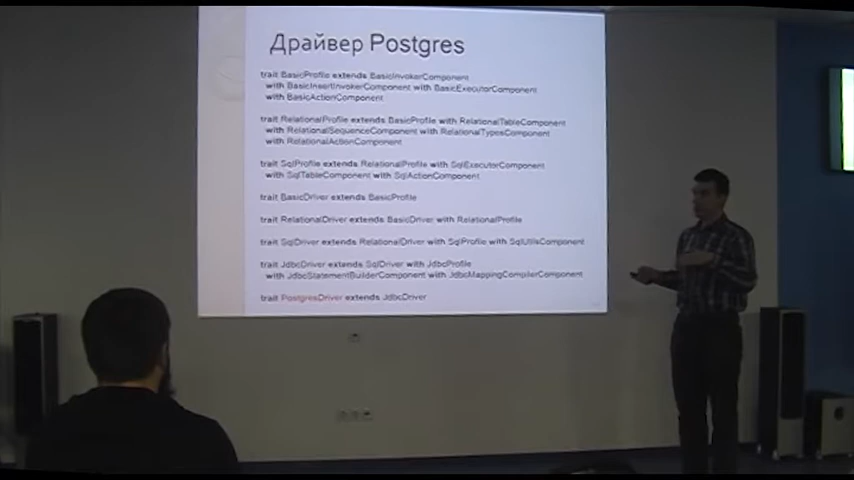 Драйвер Postgres
trait BasicProfile extends BasicInvokerComponent
with BasicInsertInvokerComponent with BasicExecutorComponent
with BasicActionComponent
trait RelationalProfile extends BasicProfile with RelationalTableComponent
with RelationalSequenceComponent with RelationalTypesComponent
with RelationalActionComponent
trait SqlProfile extends RelationalProfile with SqlExecutorComponent
with SqlTableComponent with SqlActionComponent
trait BasicDriver extends BasicProfile
trait RelationalDriver extends BasicDriver with RelationalProfile
trait SqlDriver extends RelationalDriver with SqlProfile with SqlUtilsComponent
trait JdbcDriver extends SqlDriver with JdbcProfile
with JdbcStatementBuilderComponent with JdbcMappingCompilerComponent
trait PostgresDriver extends JdbcDriver